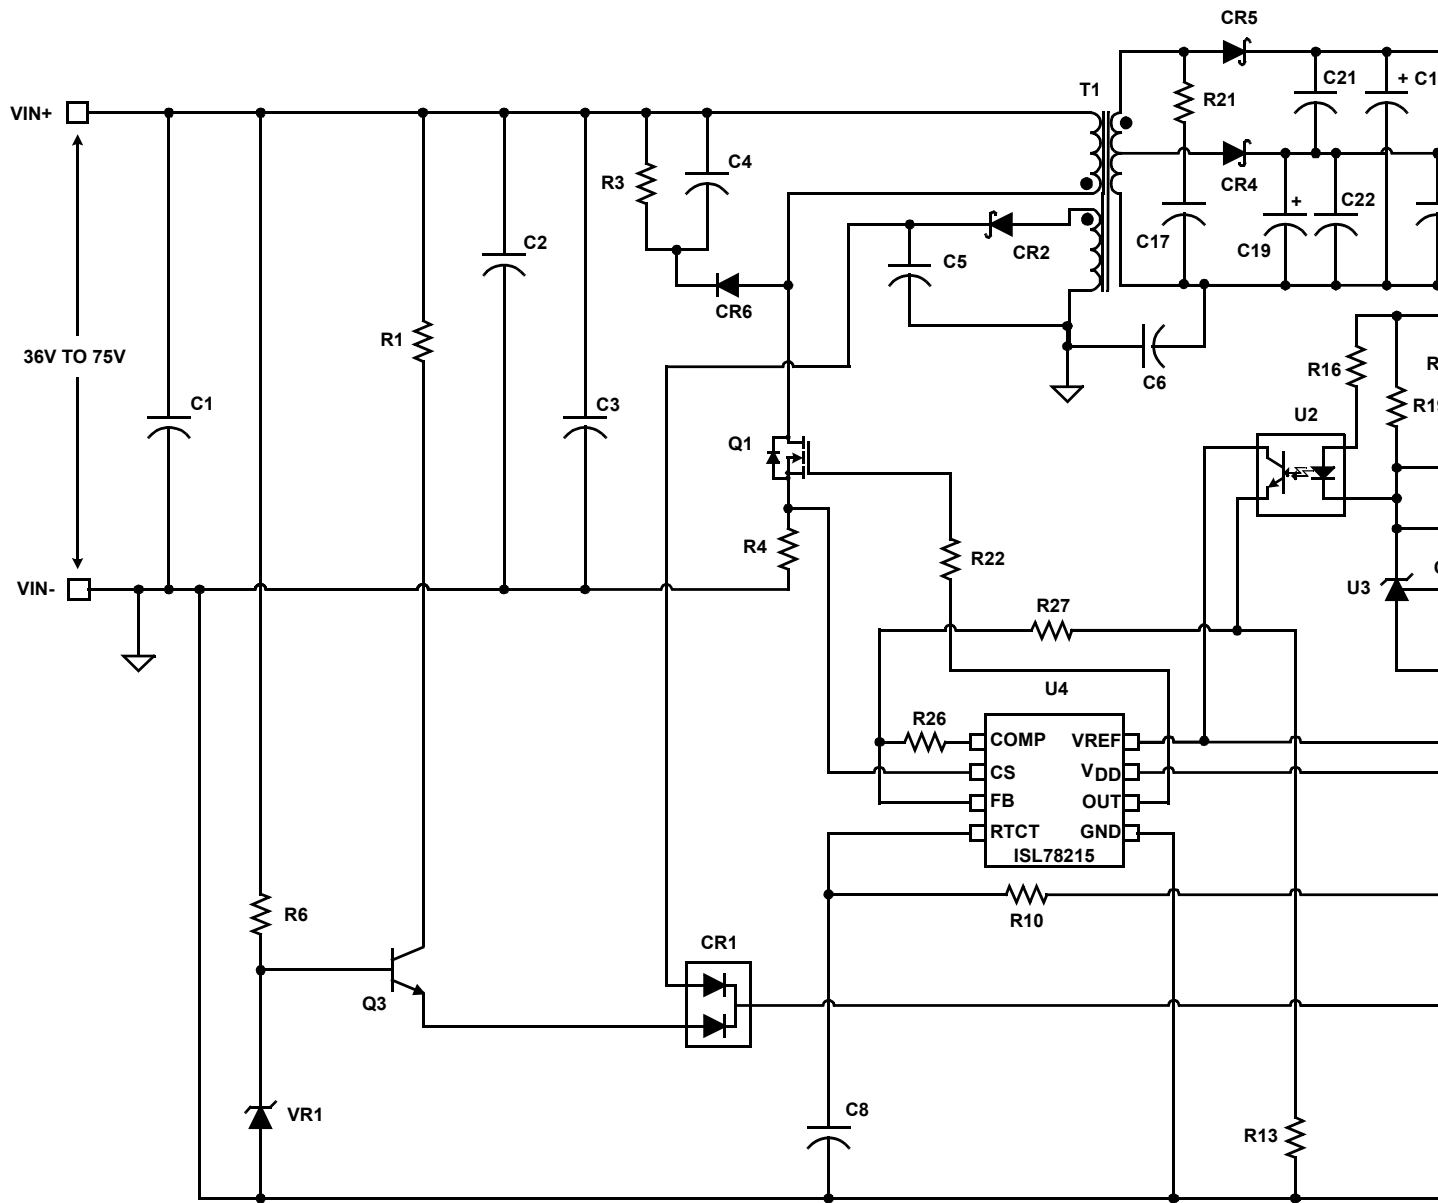 CR5
T1
C21
+ C1
VIN+
R21
C4
R3
CR4
C22
+
C17
C19
C2
C5
CR2
CR6
R1
36V TO 75V
C6
R16
R
C1
C3
R19
U2
Q1
R4
R22
VIN-
U3
R27
U4
R26
COMP
VREF
CS
VDD
FB
OUT
RTCT
GND
ISL78215
R6
R10
CR1
Q3
VR1
C8
R13